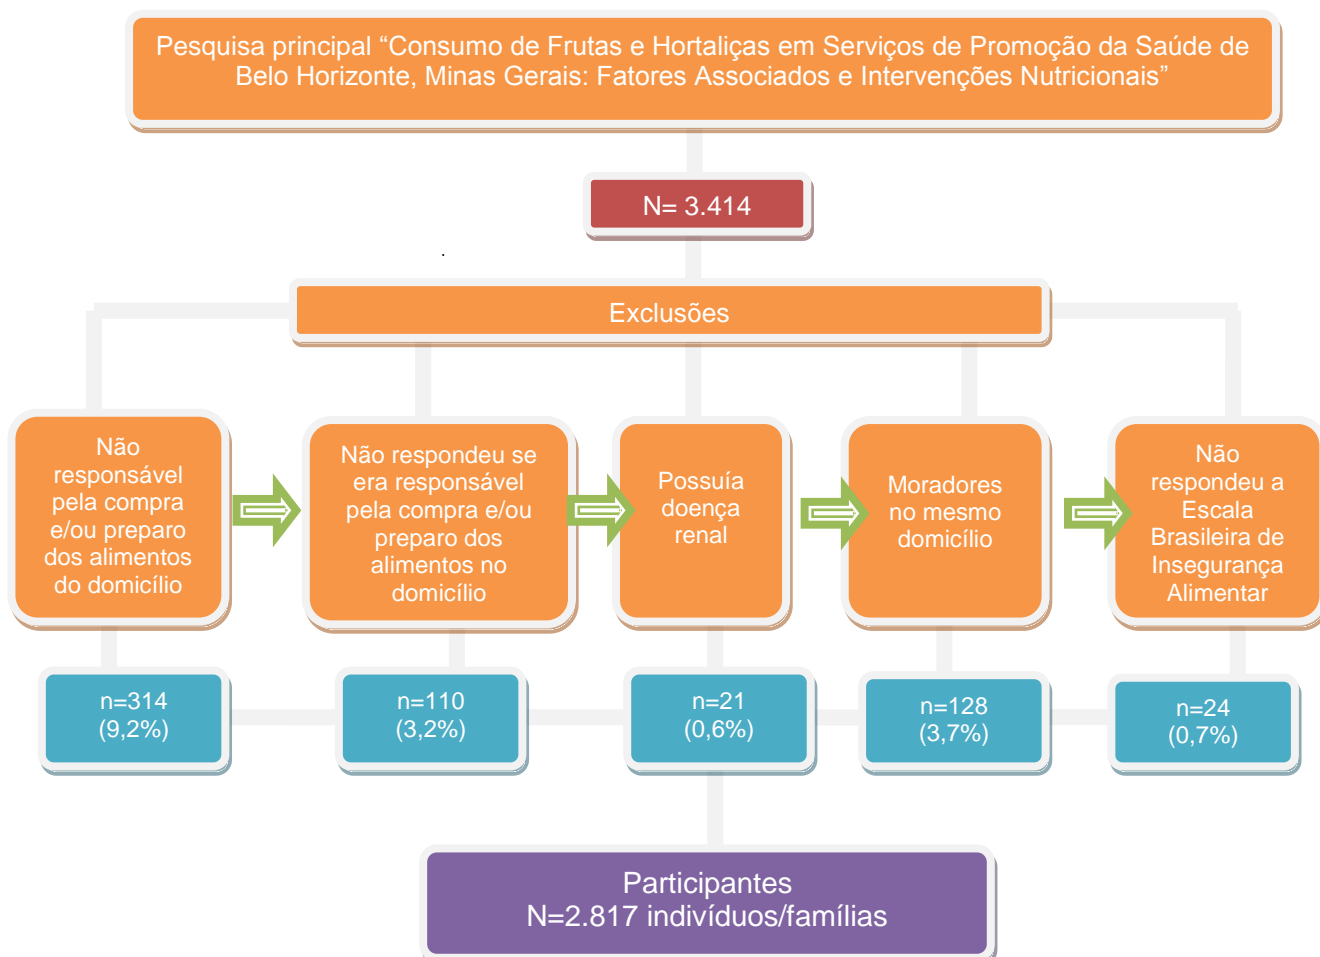 Pesquisa principal “Consumo de Frutas e Hortaliças em Serviços de Promoção da Saúde de
Belo Horizonte, Minas Gerais: Fatores Associados e Intervenções Nutricionais”
N= 3.414
.
Exclusões
Não
responsável
pela compra
e/ou preparo
dos alimentos
do domicílio
Não respondeu se
era responsável
pela compra e/ou
preparo dos
alimentos no
domicílio
Possuía
doença
renal
Moradores
no mesmo
domicílio
Não
respondeu a
Escala
Brasileira de
Insegurança
Alimentar
n=314
(9,2%)
n=110
(3,2%)
n=21
(0,6%)
n=128
(3,7%)
n=24
(0,7%)
Participantes
N=2.817 indivíduos/famílias